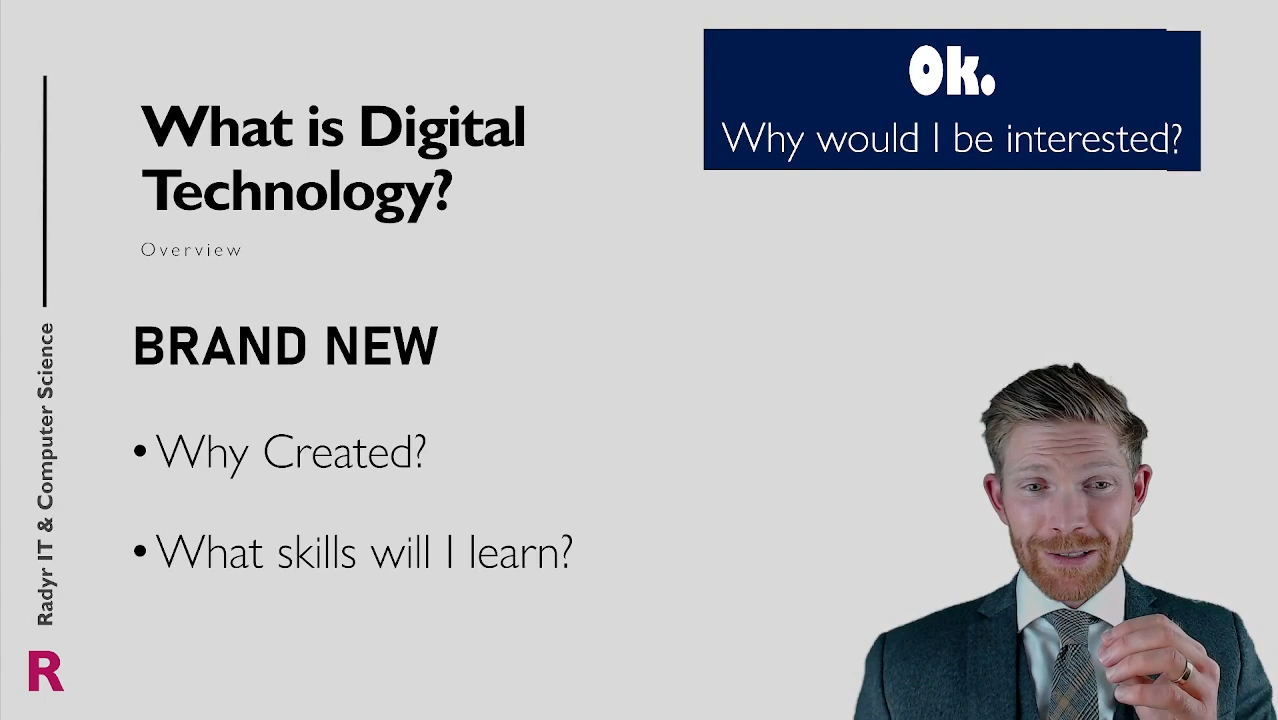 What is Digital
Technology?
Overview
BRAND NEW
• Why Created?
• What skills will I learn?
Ok.
Why would I be interested?
Radyr IT & Computer Science
R